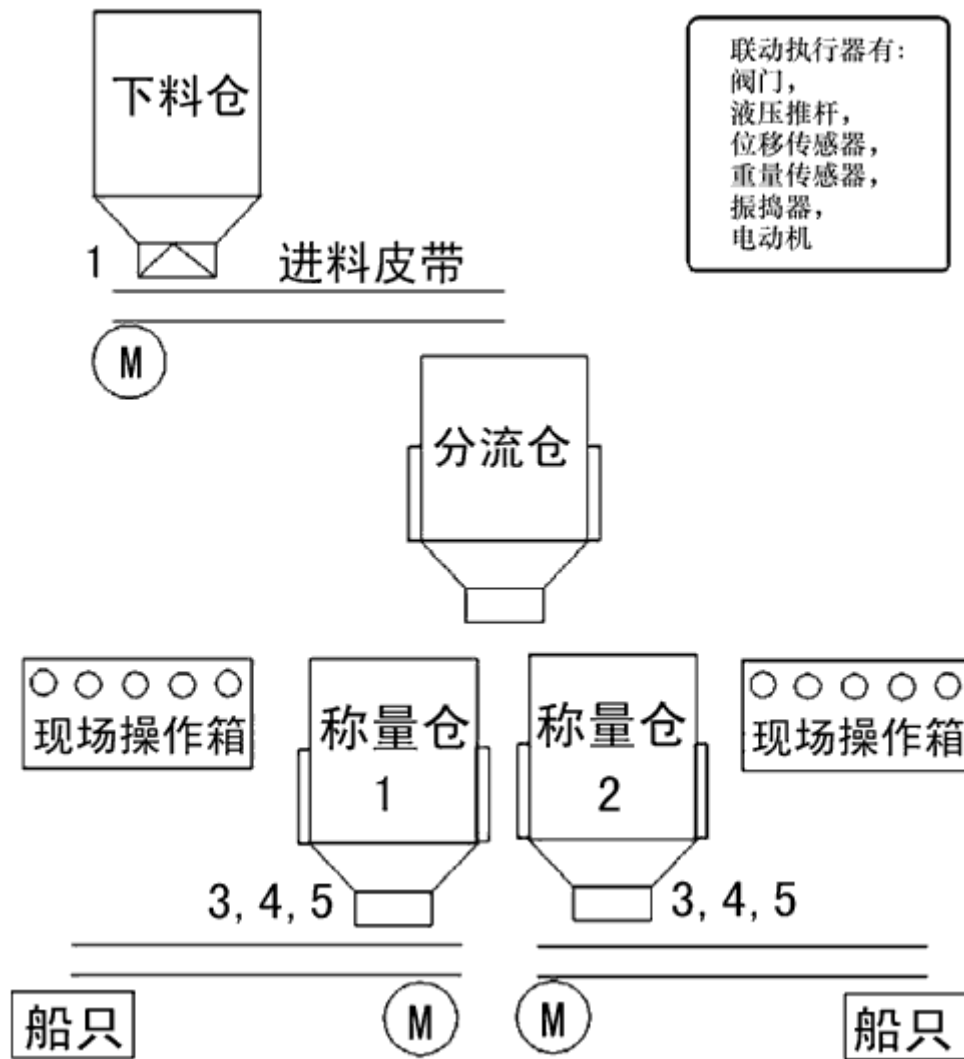 下料仓
联动执行器有:
阀门,
液压推杆,
位移传感器,
重量传感器,
振捣器,
电动机
1
进料皮带
M
分流仓
现场操作箱
称量仓
1
称量仓
2
现场操作箱
3, 4, 5
3, 4, 5
船只
M
M
船只